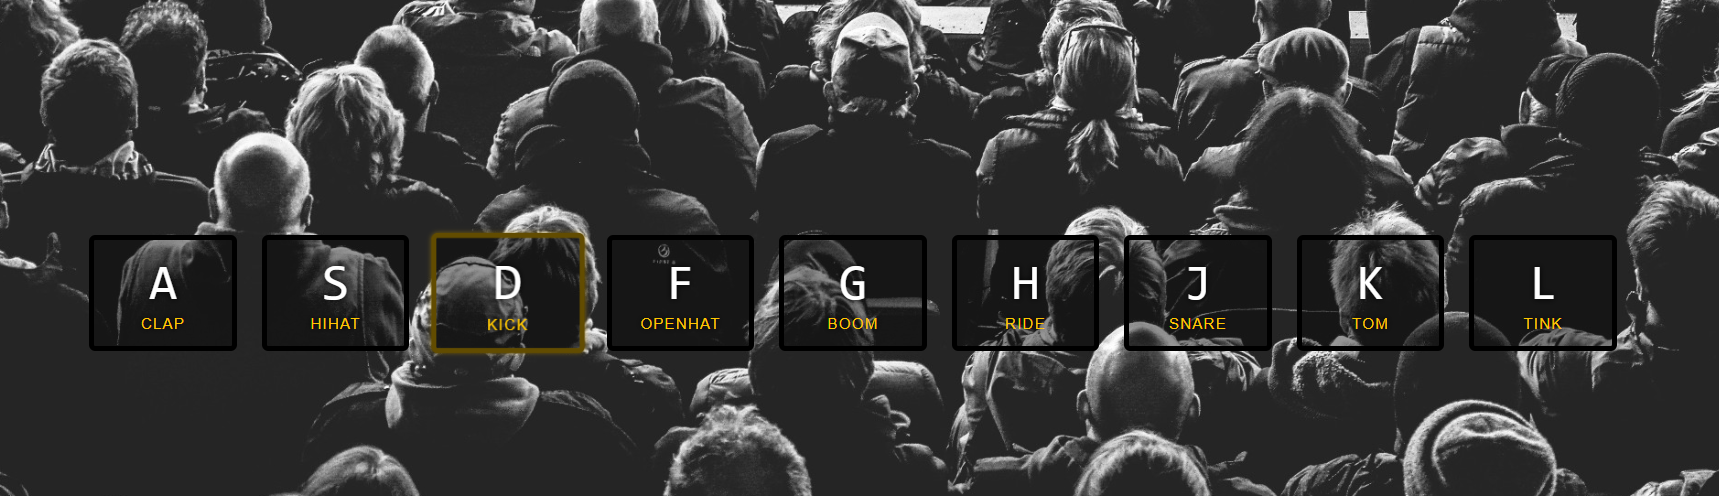 A S D F G H J K L
CLAP HIHAT KICK OPENHAT BOOM RIDE SNARE TOM TINK